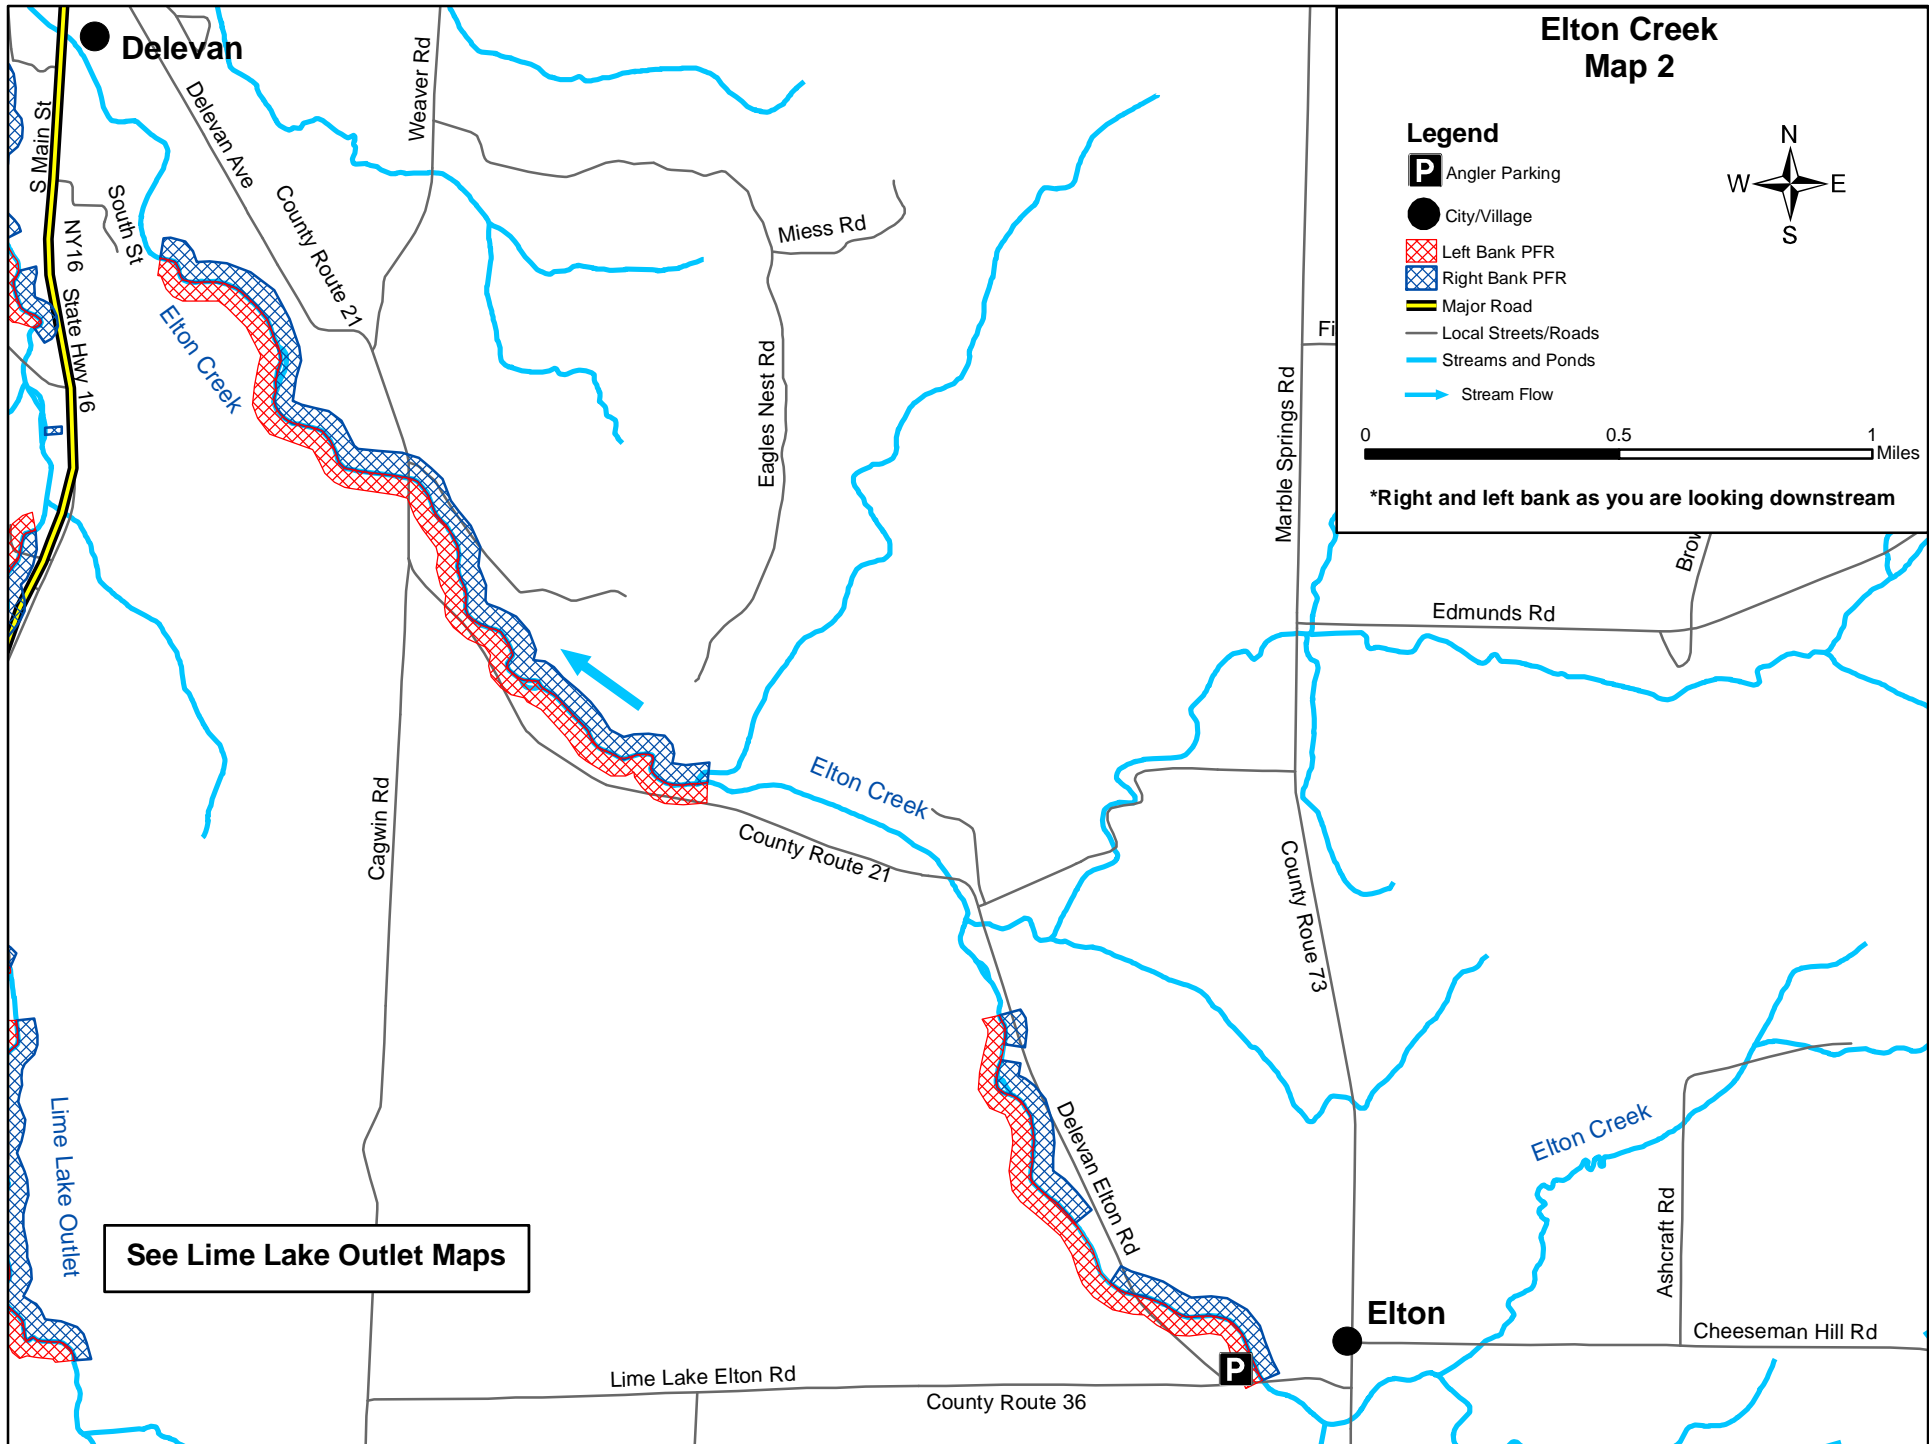 Elton Creek
Map 2
Legend
P Angler Parking
City/Village
Left Bank PFR
Right Bank PFR
Major Road
Local Streets/Roads
Streams and Ponds
Stream Flow
N
W E
S
0 0.5 1
Miles
*Right and left bank as you are looking downstream
Delevan
S Main St
Delevan Ave
Weaver Rd
South St
County Route 21
NY16 State Hwy 16
Miess Rd
Elton Creek
Eagles Nest Rd
Marble Springs Rd
Fi
Brow
Edmunds Rd
Elton Creek
County Route 21
Cagwin Rd
County Roue 73
Lime Lake Outlet
Delevan Elton Rd
Elton Creek
Ashcraft Rd
See Lime Lake Outlet Maps
Elton
Cheeseman Hill Rd
P
Lime Lake Elton Rd
County Route 36